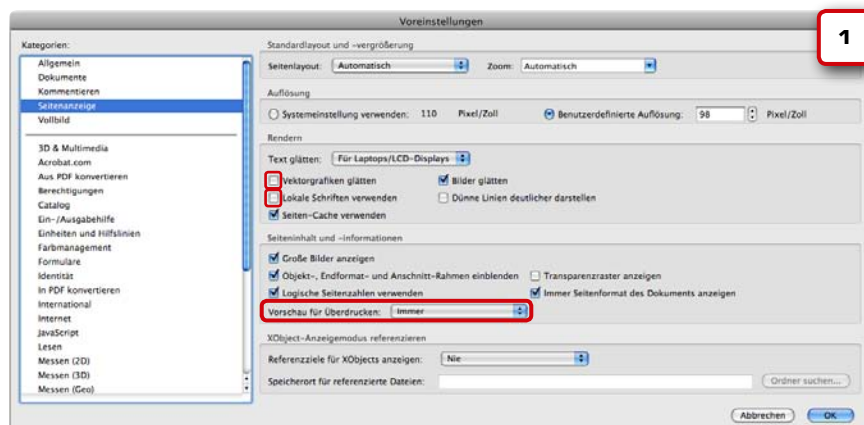 Voreinstellungen
1
Kategorien:
Allgemein
Dokumente
Kommentieren
Seitenanzeige
Vollbild
3D & Multimedia
Acrobat.com
Aus PDF konvertieren
Berechtigungen
Catalog
Ein-/Ausgabehilfe
Einheiten und Hilfslinien
Farbmanagement
Formulare
Identität
In PDF konvertieren
International
Internet
JavaScript
Lesen
Messen (2D)
Messen (3D)
Messen (Geo)
Standardlayout und -vergrößerung
Seitenlayout: Automatisch Zoom: Automatisch
Auflösung
Systemeinstellung verwenden: 110 Pixel/Zoll Benutzerdefinierte Auflösung: 98 Pixel/Zoll
Rendern
Text glätten: Für Laptops/LCD-Displays
Vektorgrafiken glätten Bilder glätten
Lokale Schriften verwenden Dünne Linien deutlicher darstellen
Seiten-Cache verwenden
Seiteninhalt und -informationen
Große Bilder anzeigen
Objekt-, Endformat- und Anschnitt-Rahmen einblenden Transparenzraster anzeigen
Logische Seitenzahlen verwenden Immer Seitenformat des Dokuments anzeigen
Vorschau für Überdrucken: Immer
XObject-Anzeigemodus referenzieren
Referenzziele für XObjects anzeigen: Nie
Speicherort für referenzierte Dateien: Ordner suchen...
Abbrechen OK